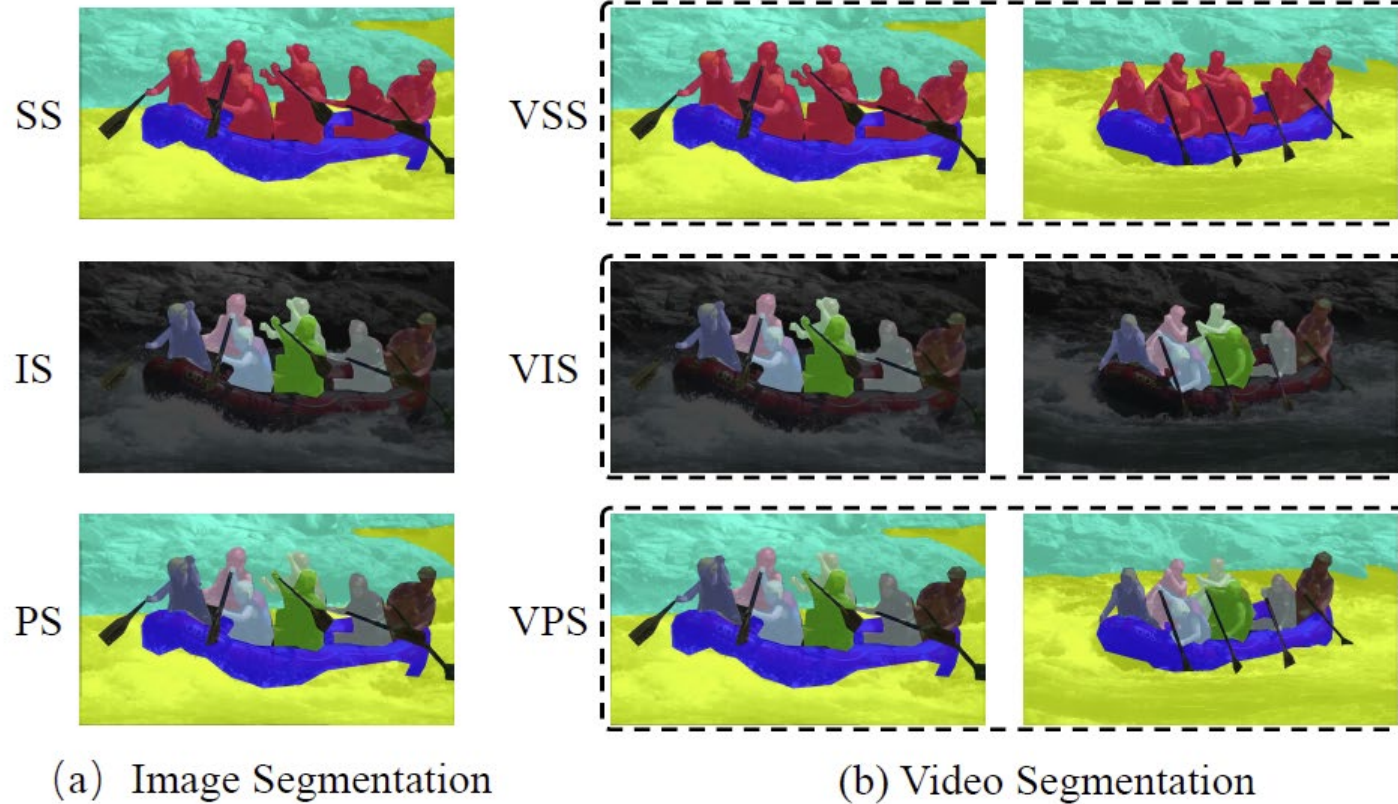 SS
VSS
IS
VIS
PS
VPS
(a) Image Segmentation
(b) Video Segmentation